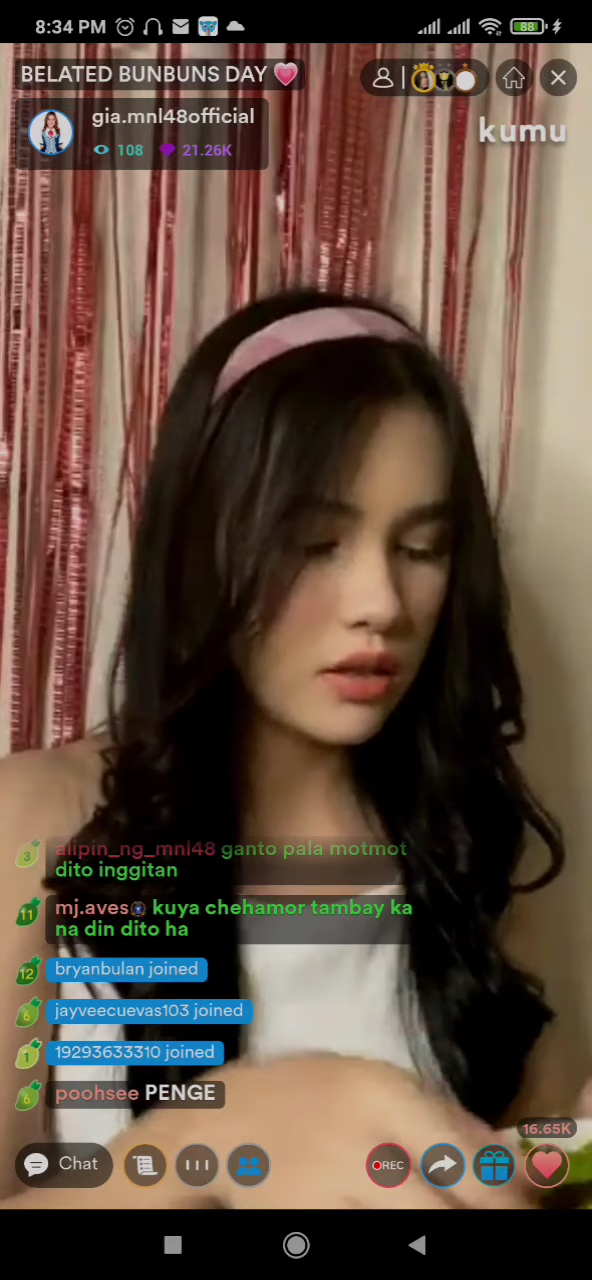 8:34 PM
88
BELATED BUNBUNS DAY
gia.mnl48official
108 21.26K
kumu
3
alipin_ng_mnl48 ganto pala motmot
dito inggitan
11
mj.aves kuya chehamor tambay ka
na din dito ha
12 bryanbulan joined
6 jayveecuevas103 joined
1 19293633310 joined
6 poohsee PENGE
16.65K
Chat
REC